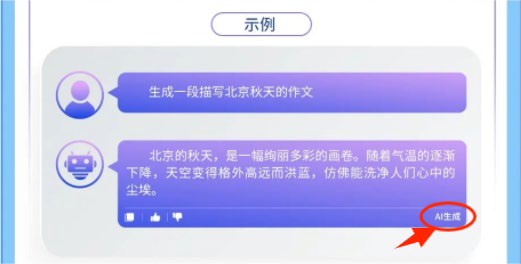 示例
生成一段描写北京秋天的作文
北京的秋天，是一幅绚丽多彩的画卷。随着气温的逐渐
下降，天空变得格外高远而洪蓝，仿佛能洗净人们心中的
尘埃。
AI生成